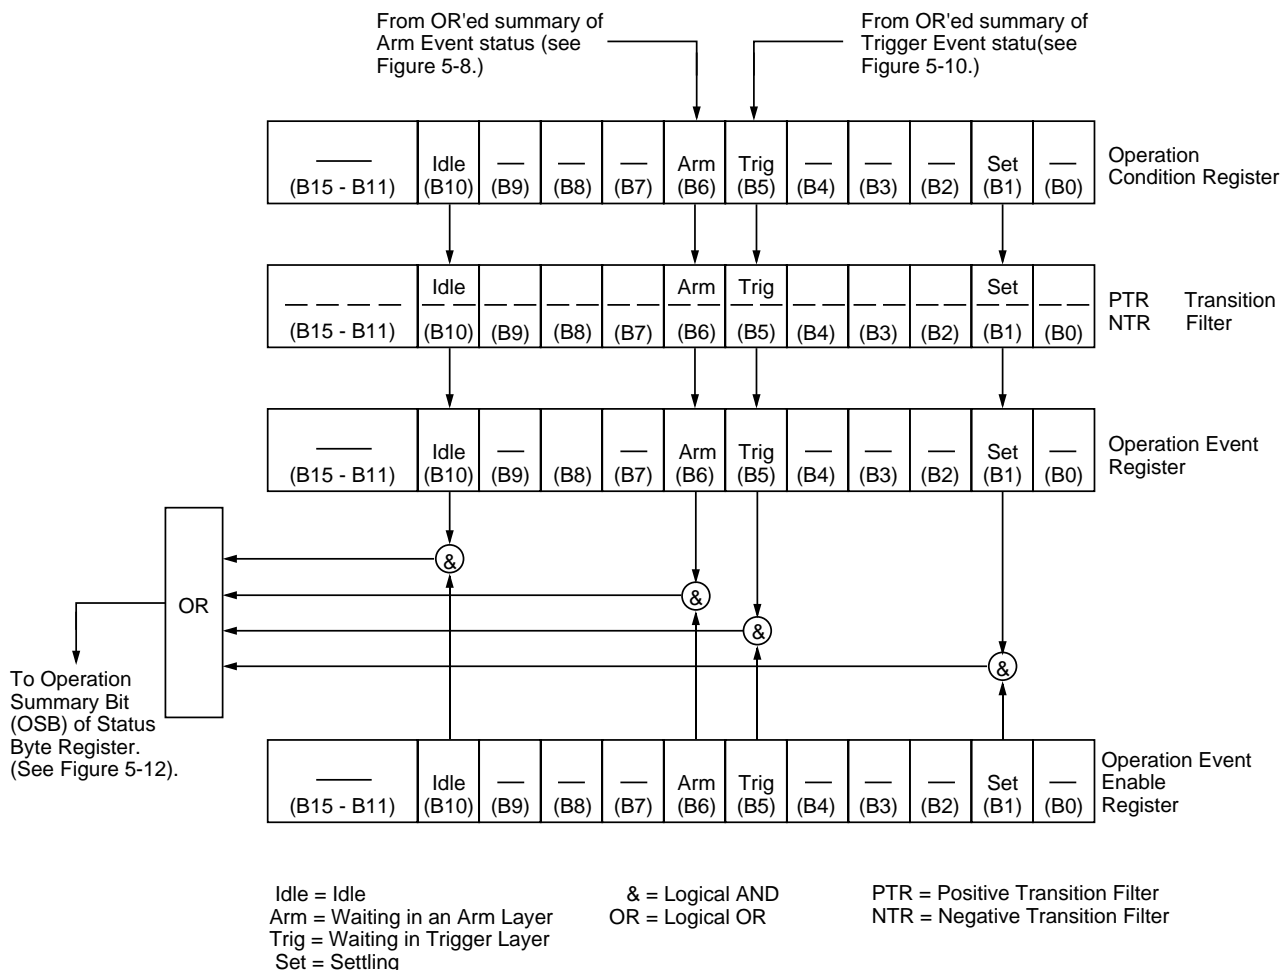 From OR'ed summary of
Arm Event status (see
Figure 5-8.)
From OR'ed summary of
Trigger Event statu(see
Figure 5-10.)
Idle Arm Trig Set
(B15 - B11) (B10) (B9) (B8) (B7) (B6) (B5) (B4) (B3) (B2) (B1) (B0)
Operation
Condition Register
Idle Arm Trig Set
(B15 - B11) (B10) (B9) (B8) (B7) (B6) (B5) (B4) (B3) (B2) (B1) (B0)
PTR Transition
NTR Filter
Idle Arm Trig Set
(B15 - B11) (B10) (B9) (B8) (B7) (B6) (B5) (B4) (B3) (B2) (B1) (B0)
Operation Event
Register
&
&
OR
&
&
To Operation
Summary Bit
(OSB) of Status
Byte Register.
(See Figure 5-12).
Idle Arm Trig Set
(B15 - B11) (B10) (B9) (B8) (B7) (B6) (B5) (B4) (B3) (B2) (B1) (B0)
Operation Event
Enable
Register
Idle = Idle
Arm = Waiting in an Arm Layer
Trig = Waiting in Trigger Layer
Set = Settling
& = Logical AND
OR = Logical OR
PTR = Positive Transition Filter
NTR = Negative Transition Filter